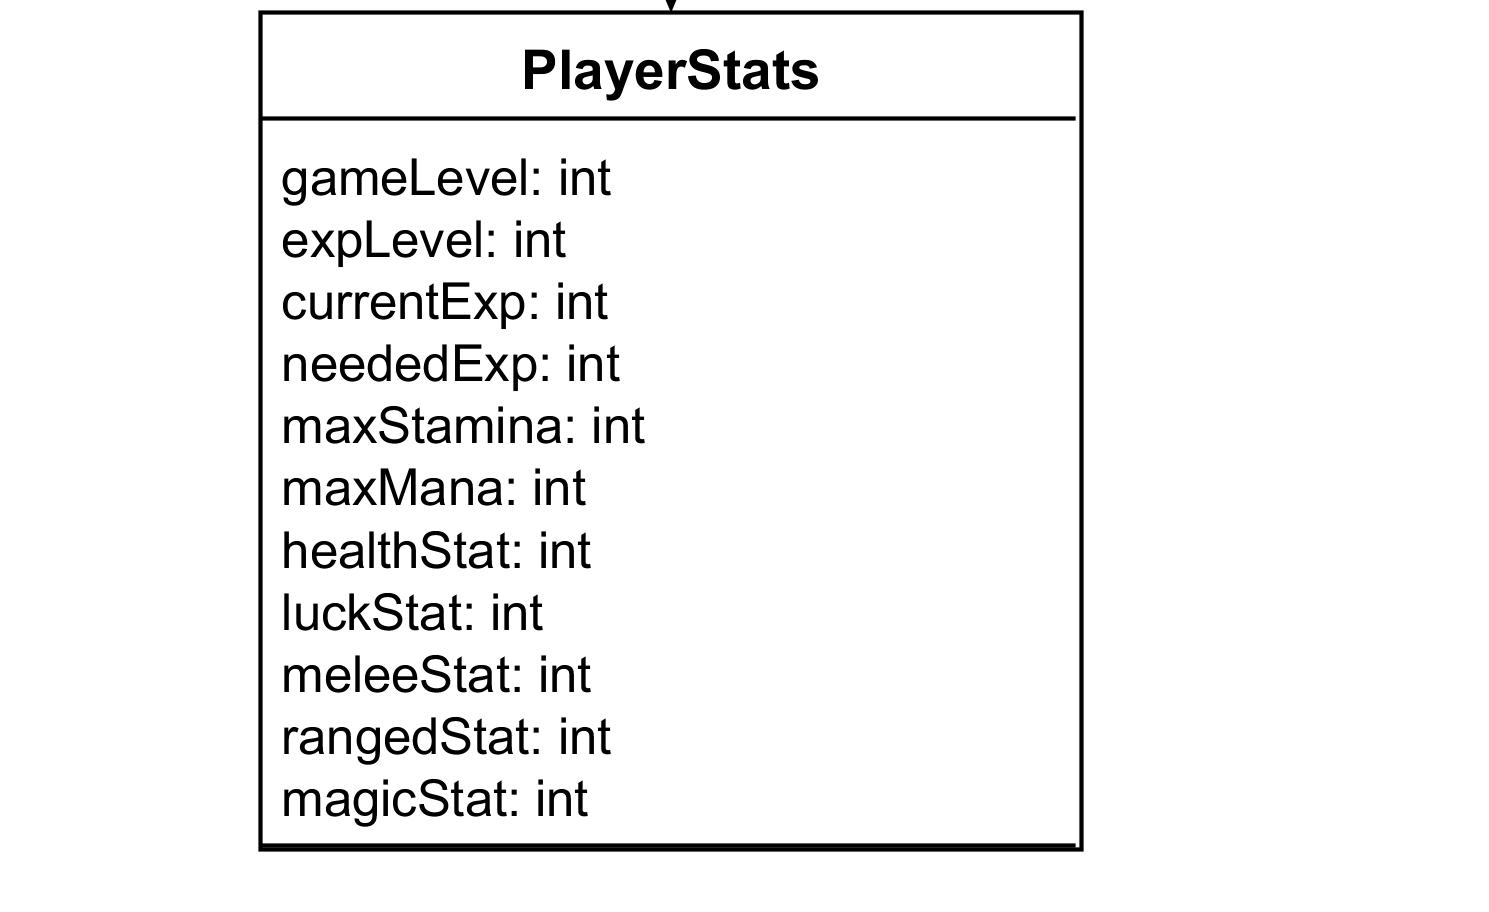 PlayerStats
gameLevel: int
expLevel: int
currentExp: int
neededExp: int
maxStamina: int
maxMana: int
healthStat: int
luckStat: int
meleeStat: int
rangedStat: int
magicStat: int